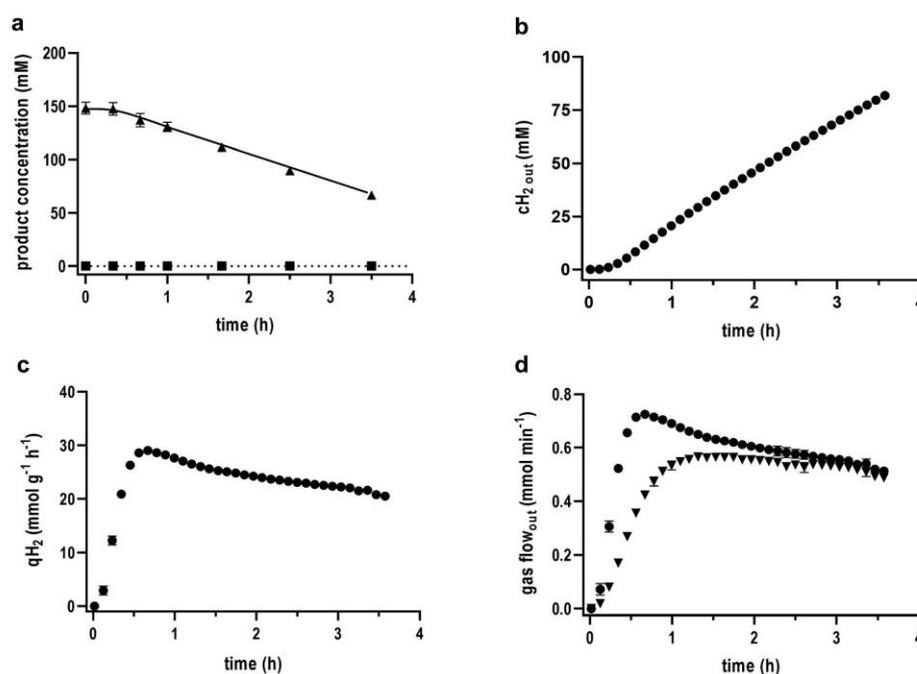 a
product concentration (mM)
200
150
100
50
0
0 1 2 3 4
time (h)
b
cH2 out (mM)
100
75
50
25
0
0 1 2 3 4
time (h)
c
qH2 (mmol g-1 h-1)
40
30
20
10
0
0 1 2 3 4
time (h)
d
gas flowout (mmol min-1)
0.8
0.6
0.4
0.2
0.0
0 1 2 3 4
time (h)